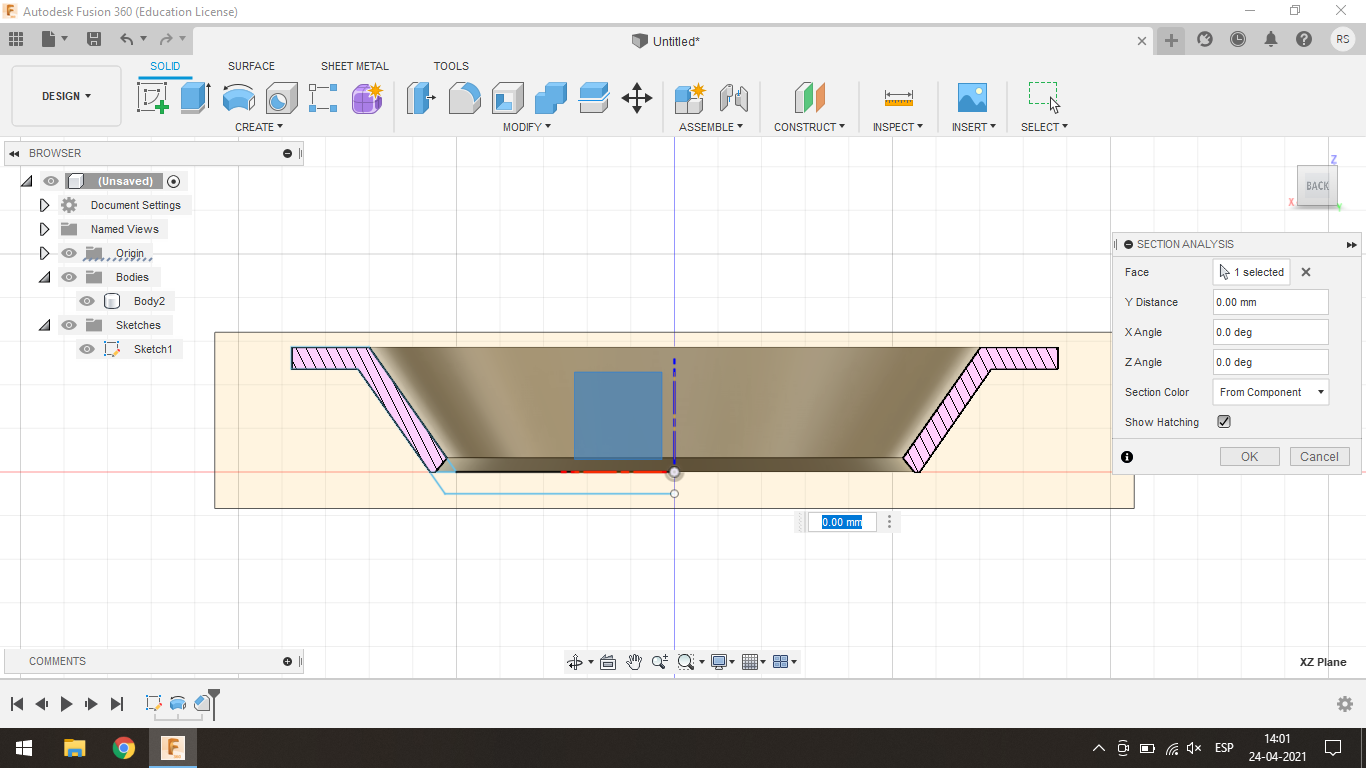 Autodesk Fusion 360 (Education License)
Untitled*
RS
DESIGN
SOLID
SURFACE
SHEET METAL
TOOLS
CREATE
MODIFY
ASSEMBLE
CONSTRUCT
INSPECT
INSERT
SELECT
BROWSER
(Unsaved)
Document Settings
Named Views
Origin
Bodies
Body2
Sketches
Sketch1
Z
BACK
X
Y
SECTION ANALYSIS
Face
1 selected
Y Distance
0.00 mm
X Angle
0.0 deg
Z Angle
0.0 deg
Section Color
From Component
Show Hatching
OK
Cancel
0.00 mm
COMMENTS
XZ Plane
ESP
14:01
24-04-2021